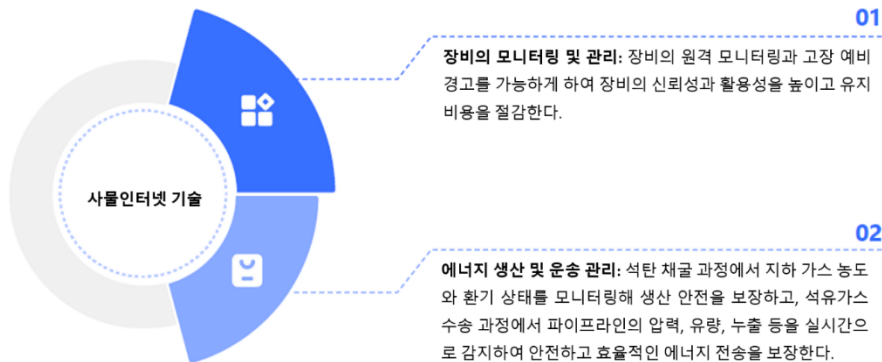 01
장비의 모니터링 및 관리: 장비의 원격 모니터링과 고장 예비
경고를 가능하게 하여 장비의 신뢰성과 활용성을 높이고 유지
비용을 절감한다.
사물인터넷 기술
02
에너지 생산 및 운송 관리: 석탄 채굴 과정에서 지하 가스 농도
와 환기 상태를 모니터링해 생산 안전을 보장하고, 석유가스
수송 과정에서 파이프라인의 압력, 유량, 누출 등을 실시간으
로 감지하여 안전하고 효율적인 에너지 전송을 보장한다.